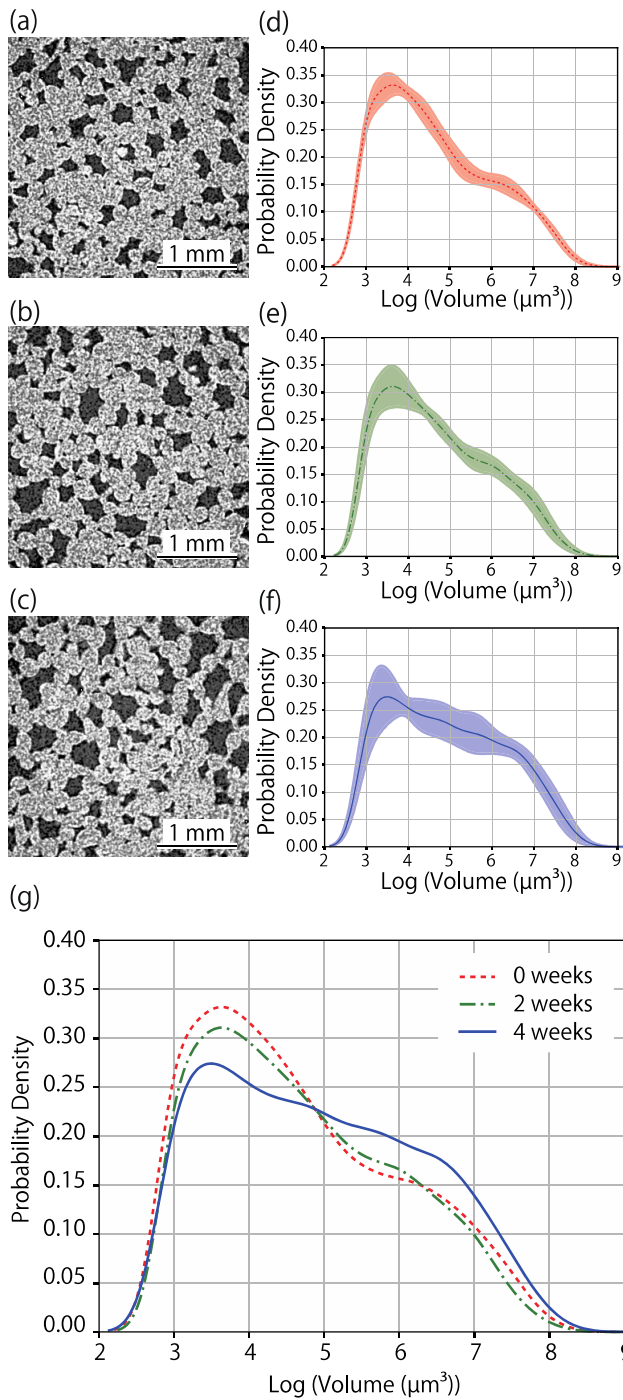 (a)
1 mm
(d)
Probability Density
0.40
0.35
0.30
0.25
0.20
0.15
0.10
0.05
0.00
2 3 4 5 6 7 8 9
Log (Volume (μm³))
(b)
1 mm
(e)
Probability Density
0.40
0.35
0.30
0.25
0.20
0.15
0.10
0.05
0.00
2 3 4 5 6 7 8 9
Log (Volume (μm³))
(c)
1 mm
(f)
Probability Density
0.40
0.35
0.30
0.25
0.20
0.15
0.10
0.05
0.00
2 3 4 5 6 7 8 9
Log (Volume (μm³))
(g)
Probability Density
0.40
0.35
0.30
0.25
0.20
0.15
0.10
0.05
0.00
0 weeks
2 weeks
4 weeks
2 3 4 5 6 7 8 9
Log (Volume (μm³))